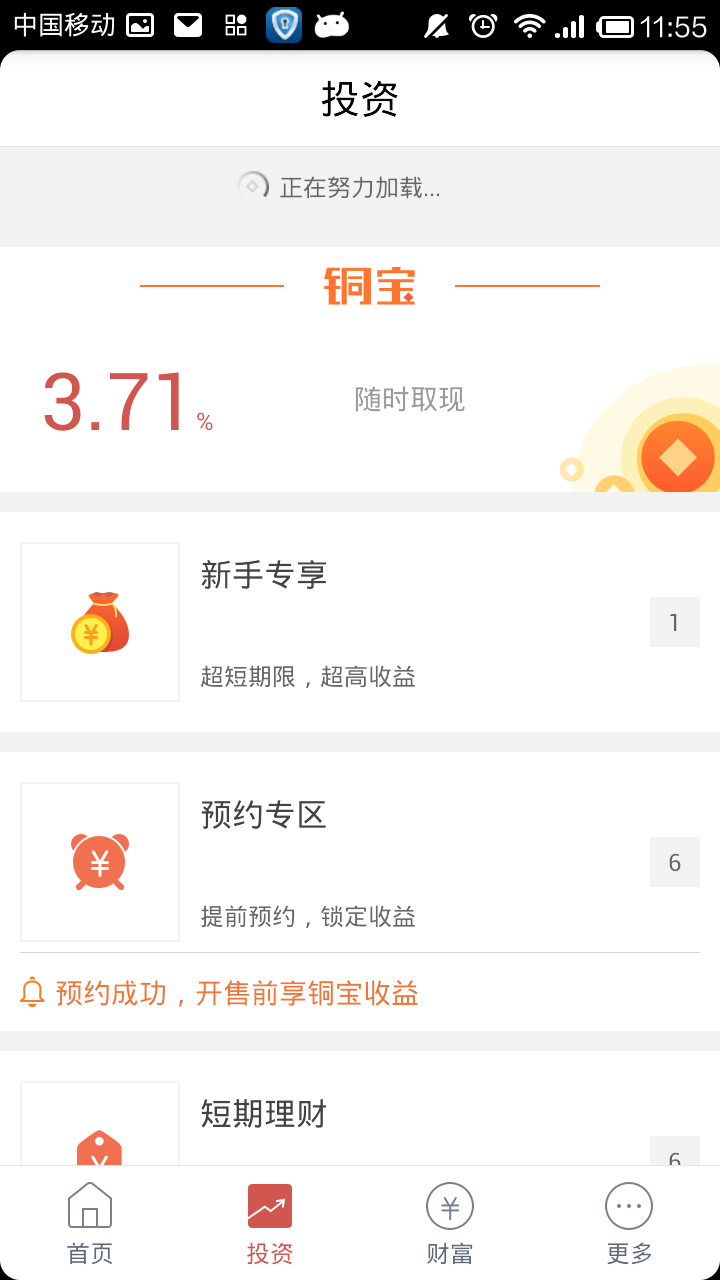 中国移动 11:55
投资
正在努力加载...
铜宝
3.71%
随时取现
新手专享
1
超短期限，超高收益
预约专区
6
提前预约，锁定收益
预约成功，开售前享铜宝收益
短期理财
6
首页 投资 财富 更多